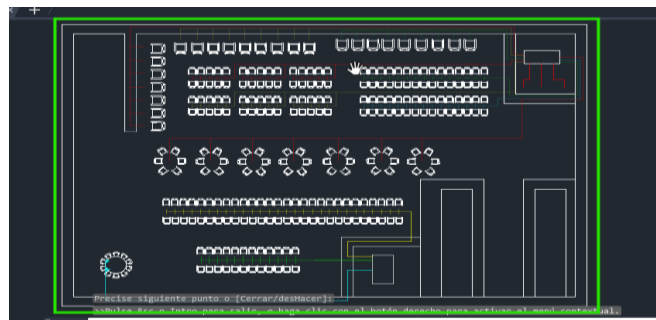 Precise siguiente punto o [Cerrar/desHacer]:
>>Pulse Esc o Intro para salir, o haga clic con el botón derecho para activar el menú contextual.